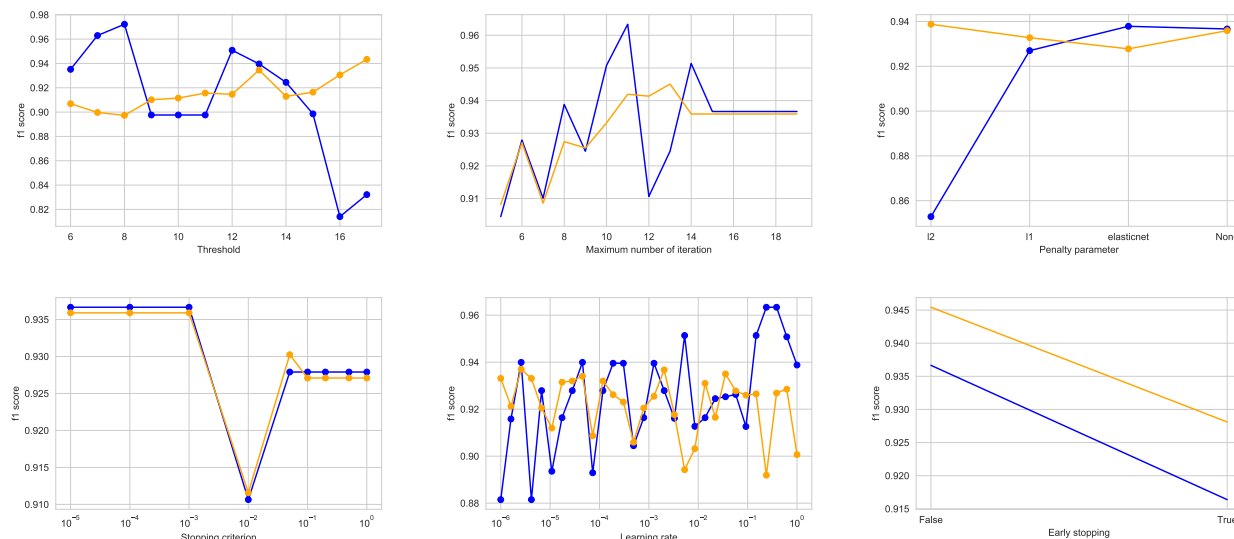 0.98
0.96
0.94
0.92
0.90
0.88
0.86
0.84
0.82
f1 score
6 8 10 12 14 16
Threshold
0.96
0.95
0.94
0.93
0.92
0.91
f1 score
6 8 10 12 14 16 18
Maximum number of iteration
0.94
0.92
0.90
0.88
0.86
f1 score
l2 l1 elasticnet Non
Penalty parameter
0.935
0.930
0.925
0.920
0.915
0.910
f1 score
10⁻⁵ 10⁻⁴ 10⁻³ 10⁻² 10⁻¹ 10⁰
Stopping criterion
0.96
0.94
0.92
0.90
0.88
f1 score
10⁻⁶ 10⁻⁵ 10⁻⁴ 10⁻³ 10⁻² 10⁻¹ 10⁰
Learning rate
0.945
0.940
0.935
0.930
0.925
0.920
0.915
f1 score
False True
Early stopping